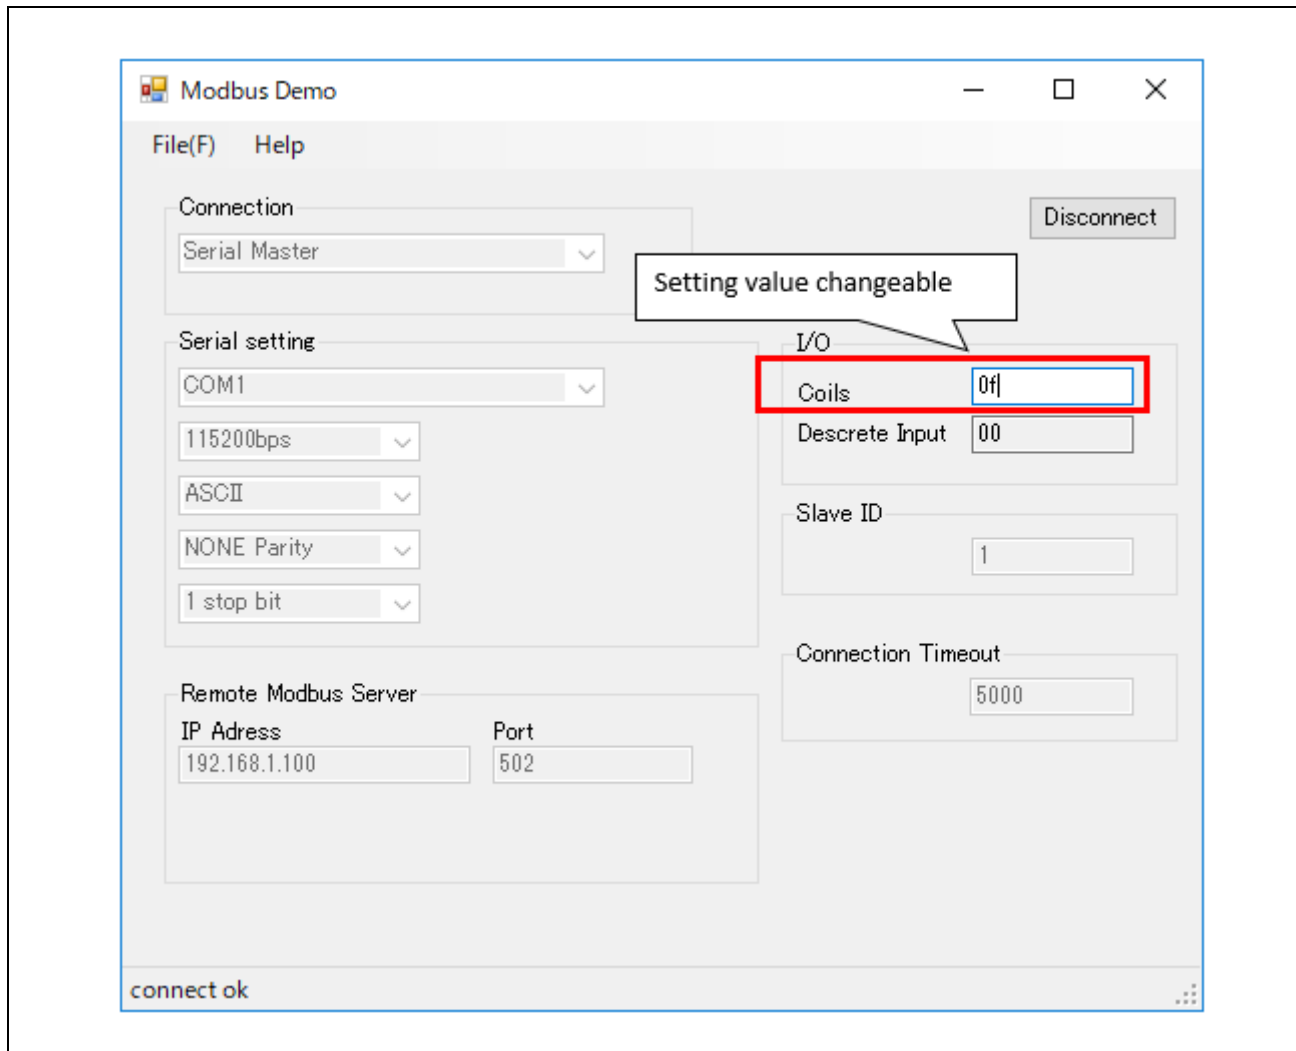 Modbus Demo
File(F) Help
Connection
Disconnect
Serial Master
Setting value changeable
Serial setting
I/O
COM1
Coils
0f
115200bps
Descrete Input
00
ASCII
Slave ID
NONE Parity
1
1 stop bit
Connection Timeout
5000
Remote Modbus Server
IP Adress Port
192.168.1.100 502
connect ok